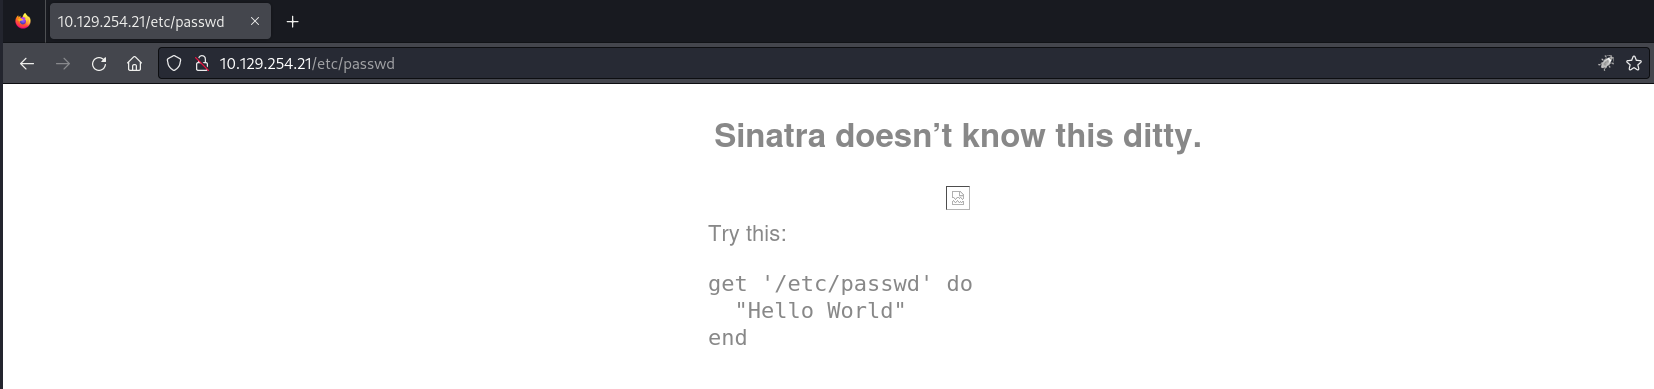 10.129.254.21/etc/passwd
10.129.254.21/etc/passwd
Sinatra doesn’t know this ditty.
Try this:
get '/etc/passwd' do
"Hello World"
end